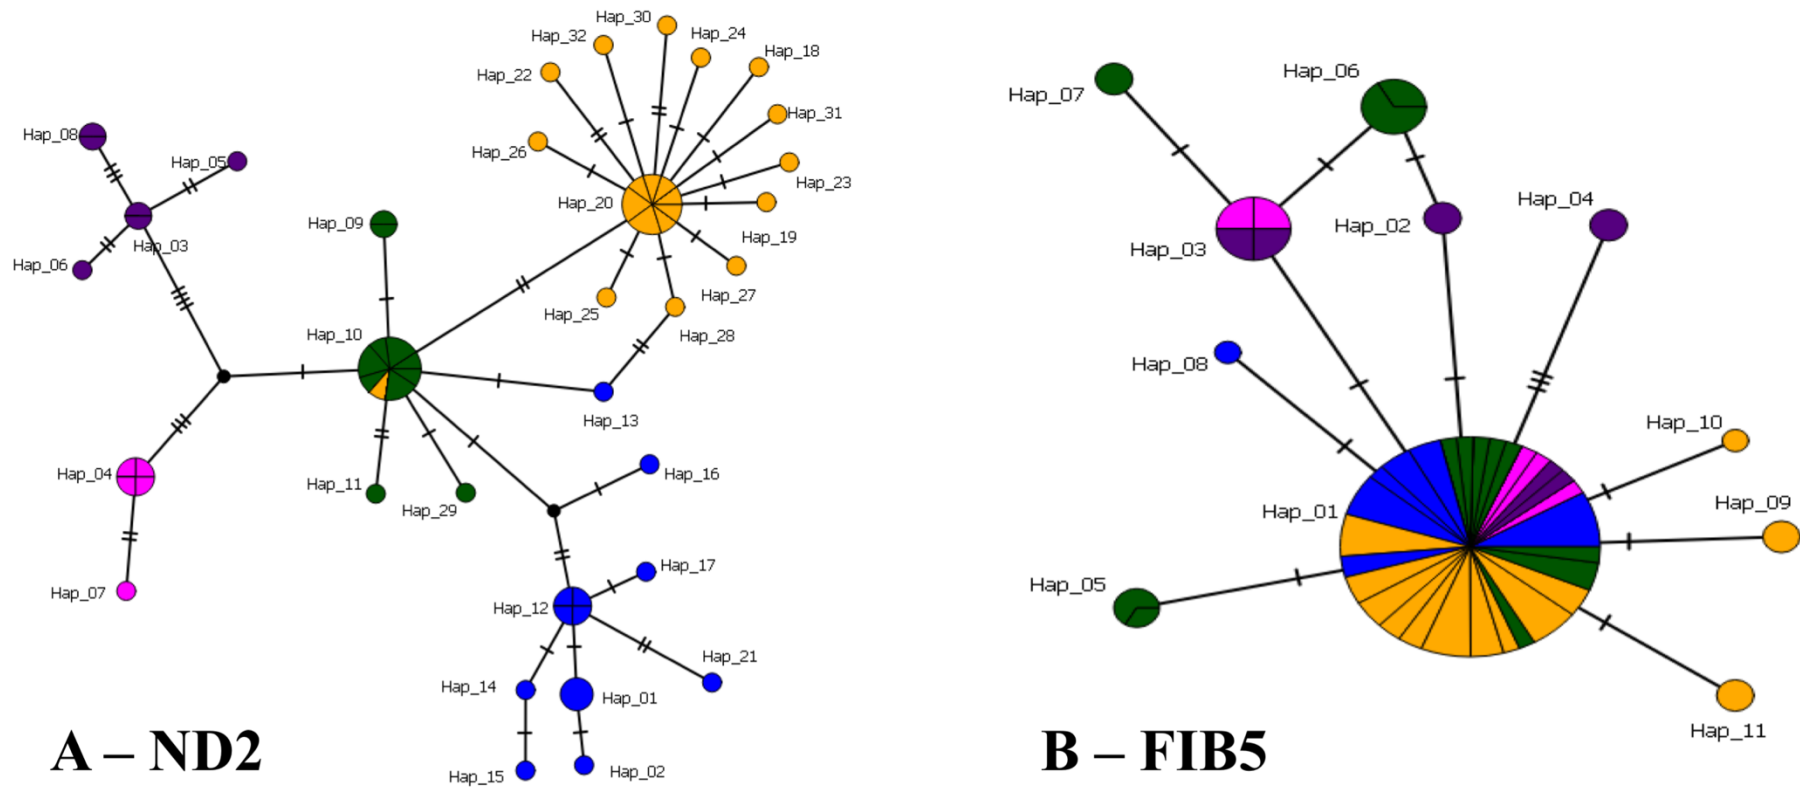 Hap_30
Hap_32
Hap_24
Hap_18
Hap_22
Hap_31
Hap_08
Hap_05
Hap_26
Hap_23
Hap_20
Hap_09
Hap_03
Hap_19
Hap_06
Hap_27
Hap_25
Hap_28
Hap_10
Hap_13
Hap_04
Hap_16
Hap_11
Hap_29
Hap_07
Hap_17
Hap_12
Hap_21
Hap_14
Hap_01
Hap_15
Hap_02
A – ND2
Hap_06
Hap_07
Hap_04
Hap_02
Hap_03
Hap_08
Hap_10
Hap_01
Hap_09
Hap_05
Hap_11
B – FIB5